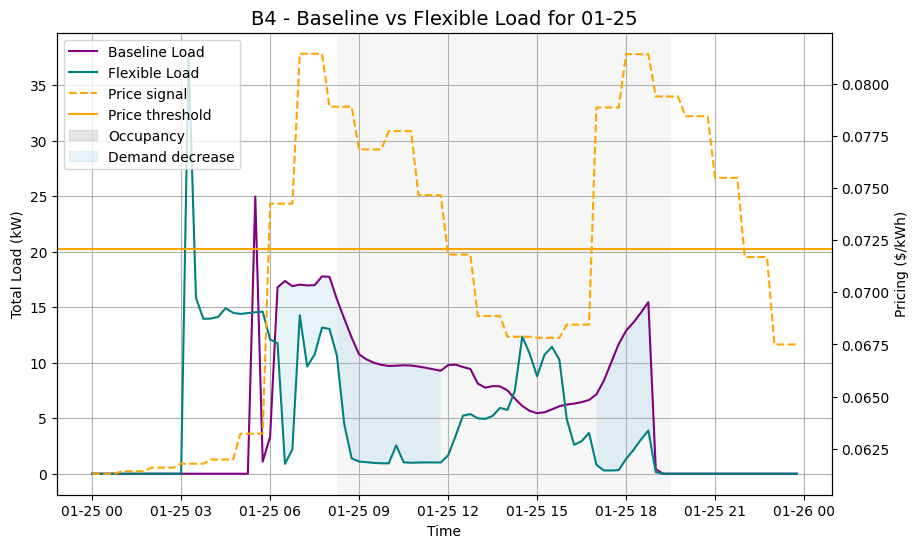 B4 - Baseline vs Flexible Load for 01-25
Baseline Load
Flexible Load
Price signal
Price threshold
Occupancy
Demand decrease
Total Load (kW)
35
30
25
20
15
10
5
0
0.0800
0.0775
0.0750
0.0725
0.0700
0.0675
0.0650
0.0625
Pricing ($/kWh)
01-25 00
01-25 03
01-25 06
01-25 09
01-25 12
01-25 15
01-25 18
01-25 21
01-26 00
Time